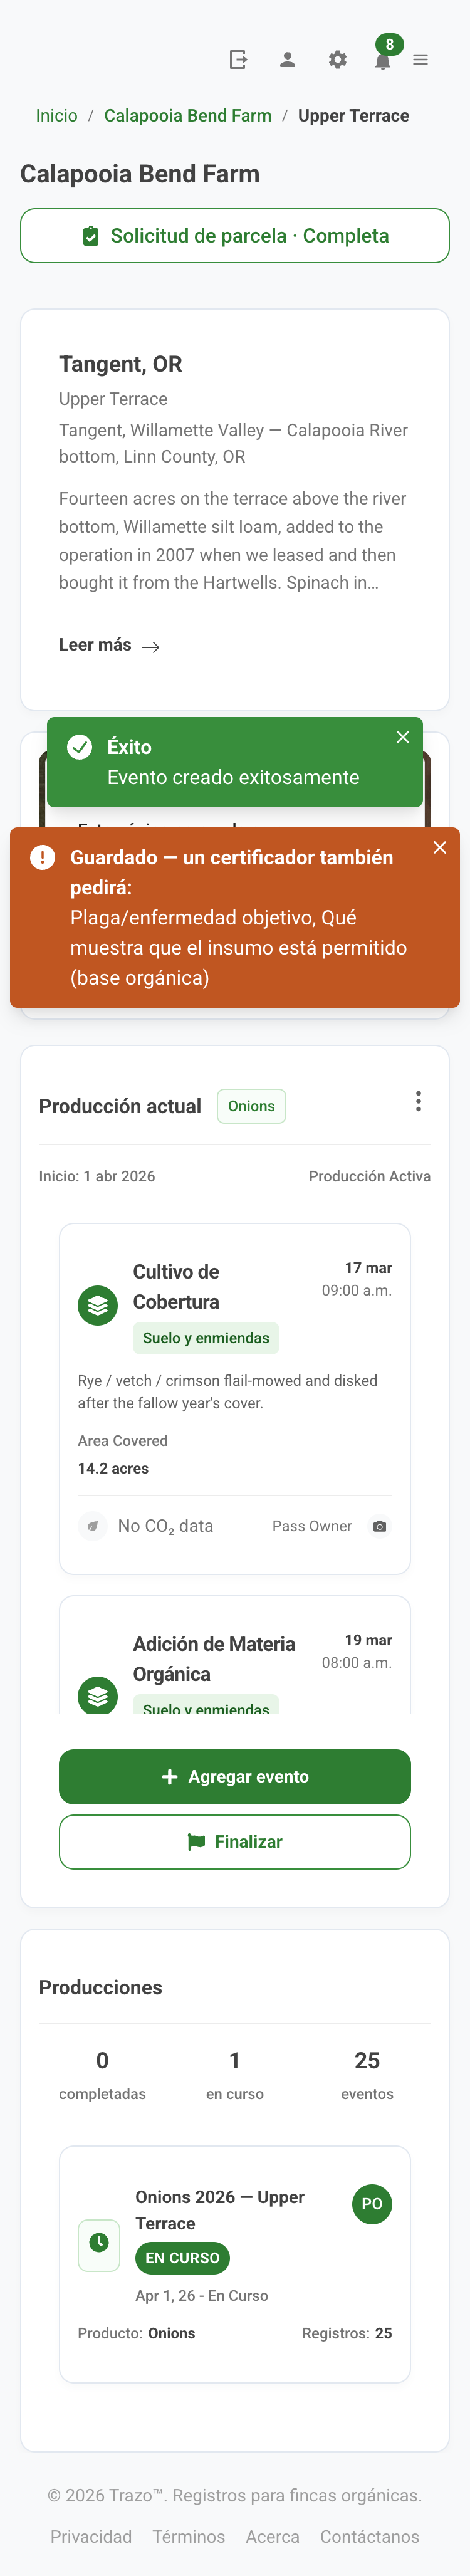 8
Inicio / Calapooia Bend Farm / Upper Terrace
Calapooia Bend Farm
Solicitud de parcela · Completa
Tangent, OR
Upper Terrace
Tangent, Willamette Valley — Calapooia River
bottom, Linn County, OR
Fourteen acres on the terrace above the river
bottom, Willamette silt loam, added to the
operation in 2007 when we leased and then
bought it from the Hartwells. Spinach in…
Leer más
Éxito
Evento creado exitosamente
Guardado — un certificador también
pedirá:
Plaga/enfermedad objetivo, Qué
muestra que el insumo está permitido
(base orgánica)
Producción actual
Onions
Inicio: 1 abr 2026
Producción Activa
Cultivo de
Cobertura
17 mar
09:00 a.m.
Suelo y enmiendas
Rye / vetch / crimson flail-mowed and disked
after the fallow year's cover.
Area Covered
14.2 acres
No CO₂ data
Pass Owner
Adición de Materia
Orgánica
19 mar
08:00 a.m.
Suelo y enmiendas
Agregar evento
Finalizar
Producciones
0
completadas
1
en curso
25
eventos
Onions 2026 — Upper
Terrace
PO
EN CURSO
Apr 1, 26 - En Curso
Producto: Onions
Registros: 25
© 2026 Trazo™. Registros para fincas orgánicas.
Privacidad Términos Acerca Contáctanos